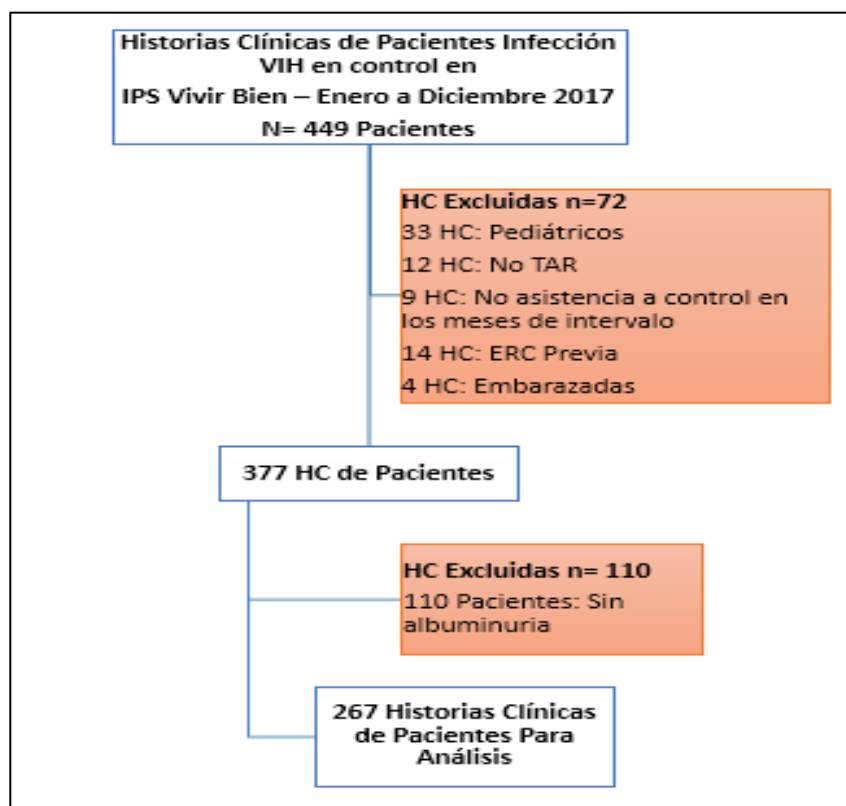 Historias Clínicas de Pacientes Infección
VIH en control en
IPS Vivir Bien – Enero a Diciembre 2017
N= 449 Pacientes
HC Excluidas n=72
33 HC: Pediátricos
12 HC: No TAR
9 HC: No asistencia a control en
los meses de intervalo
14 HC: ERC Previa
4 HC: Embarazadas
377 HC de Pacientes
HC Excluidas n= 110
110 Pacientes: Sin
albuminuria
267 Historias Clínicas
de Pacientes Para
Análisis